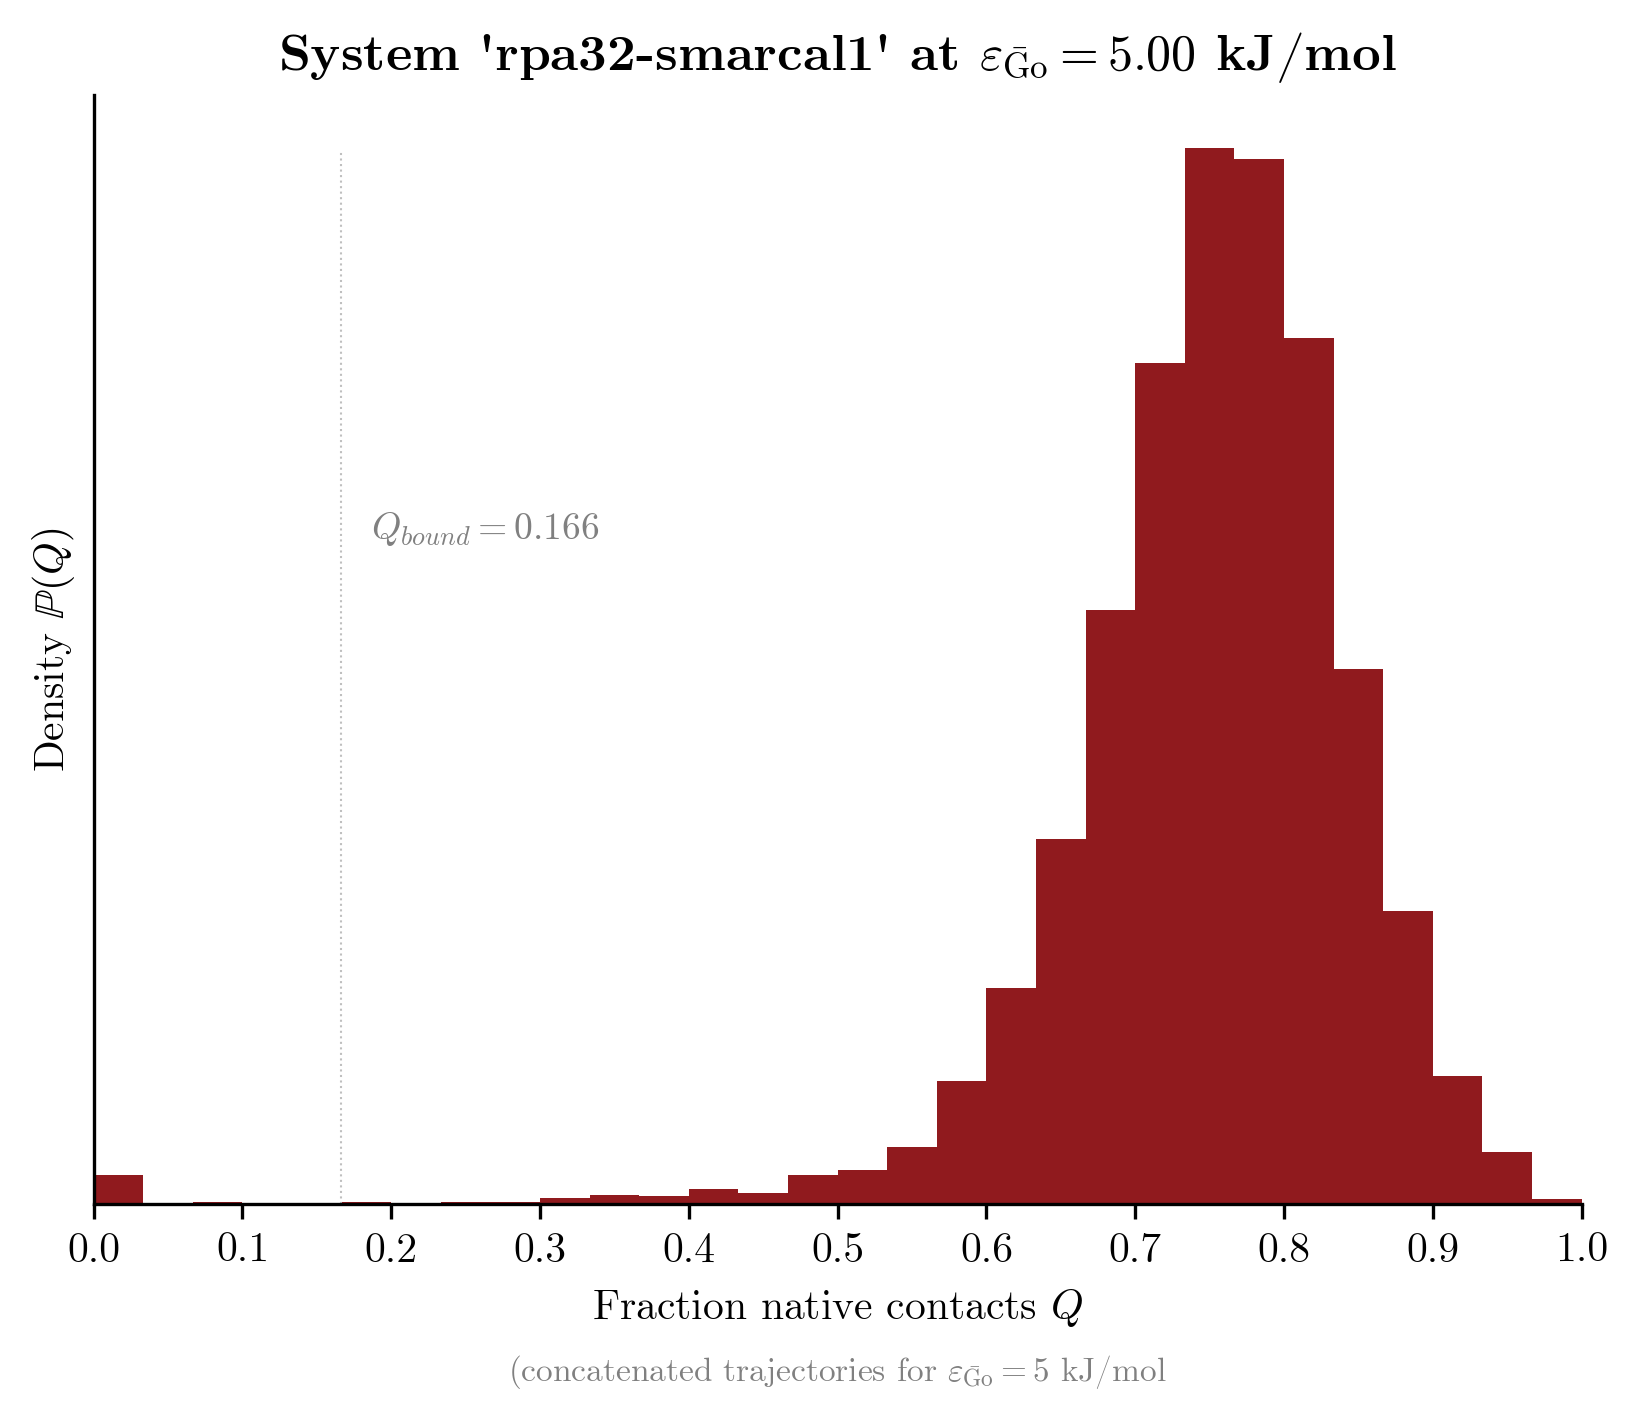 System 'rpa32-smarcal1' at ε_Ḡo = 5.00 kJ/mol
Q_bound = 0.166
Density ℙ(Q)
0.0 0.1 0.2 0.3 0.4 0.5 0.6 0.7 0.8 0.9 1.0
Fraction native contacts Q
(concatenated trajectories for ε_Ḡo = 5 kJ/mol